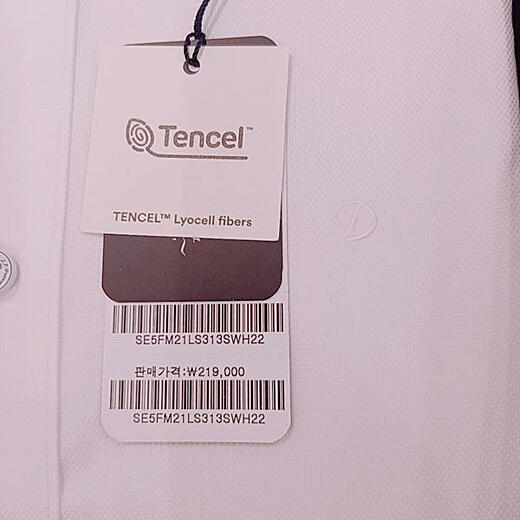 Tencel™
TENCEL™ Lyocell fibers
D
SE5FM21LS313SWH22
판매가격:₩219,000
SE5FM21LS313SWH22